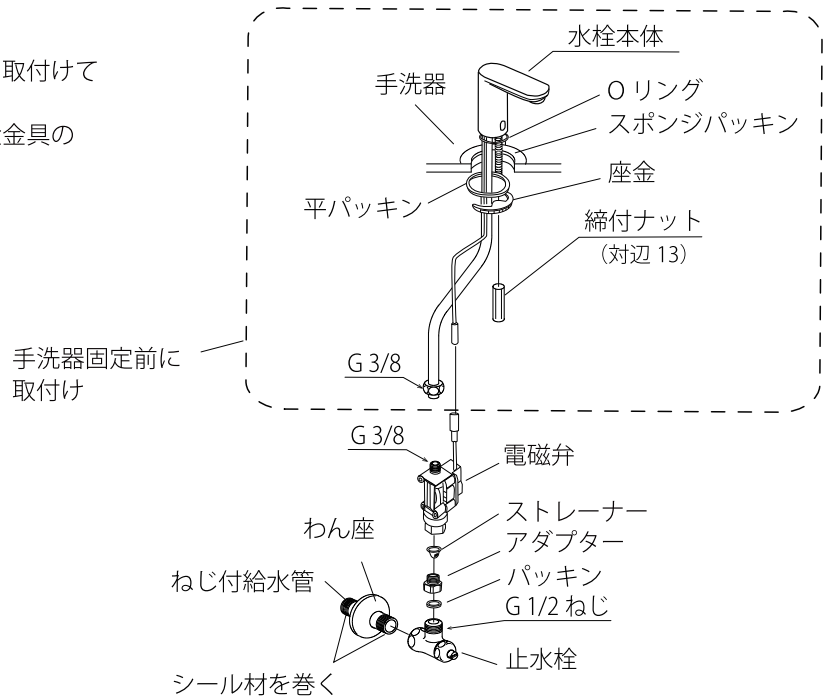 取付けて
金具の
水栓本体
手洗器
Oリング
スポンジパッキン
座金
平パッキン
締付ナット
（対辺13）
手洗器固定前に
取付け
G 3/8
G 3/8
電磁弁
ストレーナー
わん座
アダプター
ねじ付給水管
パッキン
G 1/2 ねじ
止水栓
シール材を巻く